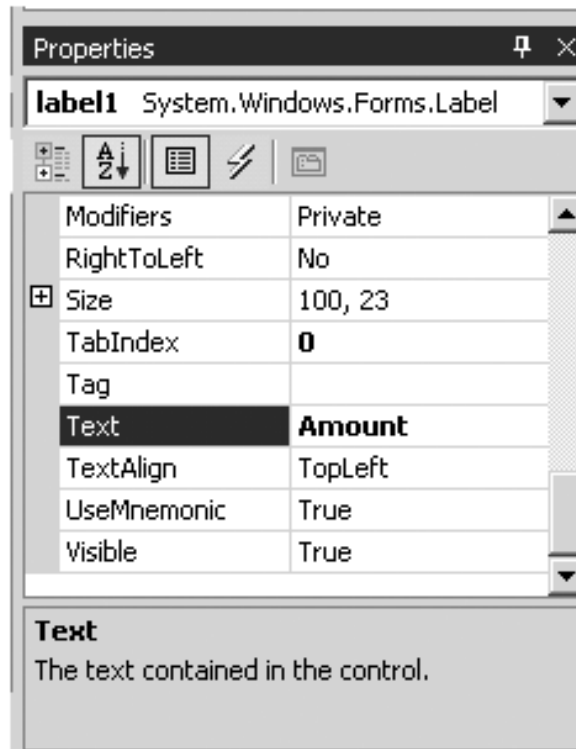 Properties
label1 System.Windows.Forms.Label
A
Z
Modifiers Private
RightToLeft No
Size 100, 23
TabIndex 0
Tag
Text Amount
TextAlign TopLeft
UseMnemonic True
Visible True
Text
The text contained in the control.